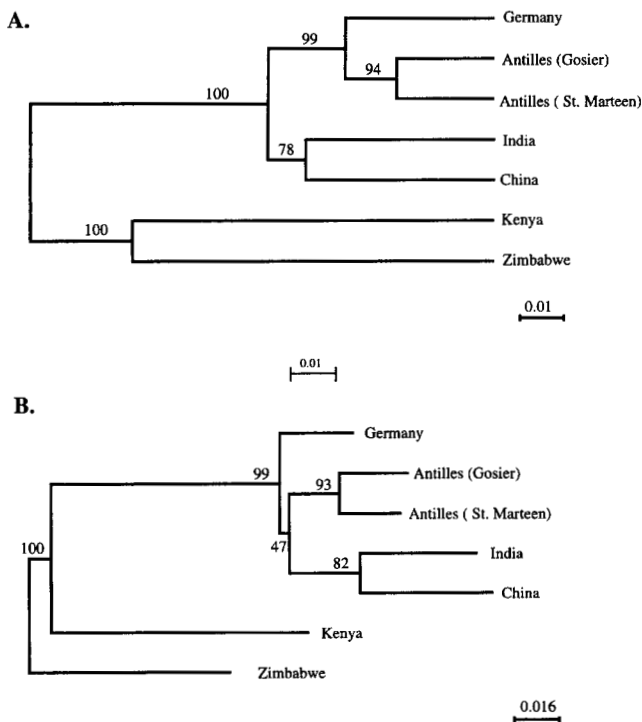 A.
99
Germany
94
Antilles (Gosier)
100
Antilles ( St. Marteen)
78
India
China
100
Kenya
Zimbabwe
0.01
0.01
B.
Germany
99
93
Antilles (Gosier)
Antilles ( St. Marteen)
47
100
82
India
China
Kenya
Zimbabwe
0.016